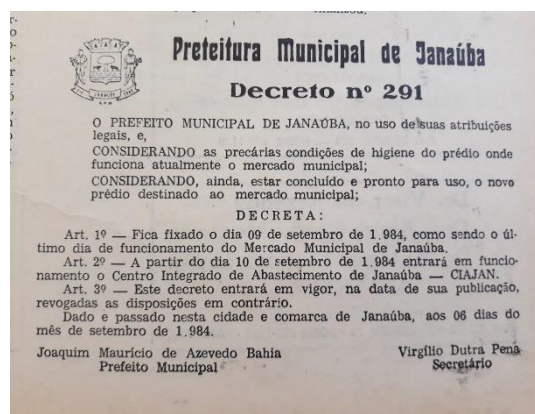 Prefeitura Municipal de Janaúba
Decreto nº 291
O PREFEITO MUNICIPAL DE JANAÚBA, no uso de suas atribuições
legais, e,
CONSIDERANDO as precárias condições de higiene do prédio onde
funciona atualmente o mercado municipal;
CONSIDERANDO, ainda, estar concluído e pronto para uso, o novo
prédio destinado ao mercado municipal;
DECRETA:
Art. 1º — Fica fixado o dia 09 de setembro de 1.984, como sendo o úl-
timo dia de funcionamento do Mercado Municipal de Janaúba.
Art. 2º — A partir do dia 10 de setembro de 1.984 entrará em funcio-
namento o Centro Integrado de Abastecimento de Janaúba — CIAJAN.
Art. 3º — Este decreto entrará em vigor, na data de sua publicação,
revogadas as disposições em contrário.
Dado e passado nesta cidade e comarca de Janaúba, aos 06 dias do
mês de setembro de 1.984.
Joaquim Maurício de Azevedo Bahia
Prefeito Municipal
Virgílio Dutra Pena
Secretário